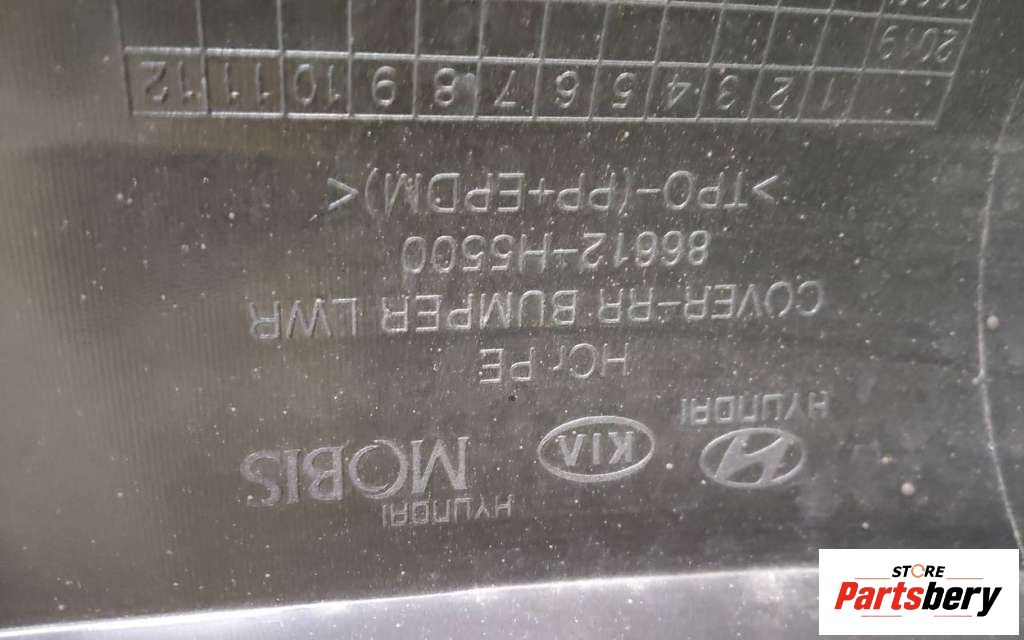 HYUNDAI KIA HYUNDAI MOBIS
HCr PE
COVER-RR BUMPER LWR
86612-H5500
>TPO-(PP+EPDM)<
1 2 3 4 5 6 7 8 9 10 11 12
2019
STORE
Partsbery